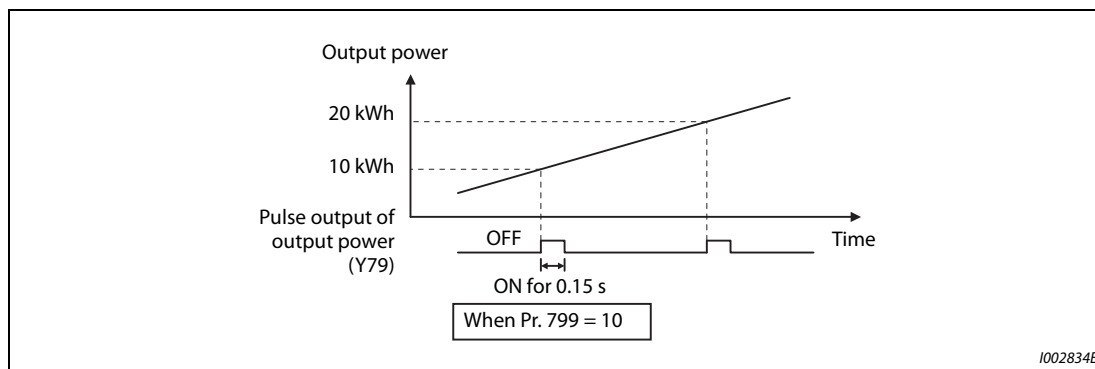 Output power
20 kWh
10 kWh
Pulse output of
output power
(Y79)
OFF
Time
ON for 0.15 s
When Pr. 799 = 10
I002834E